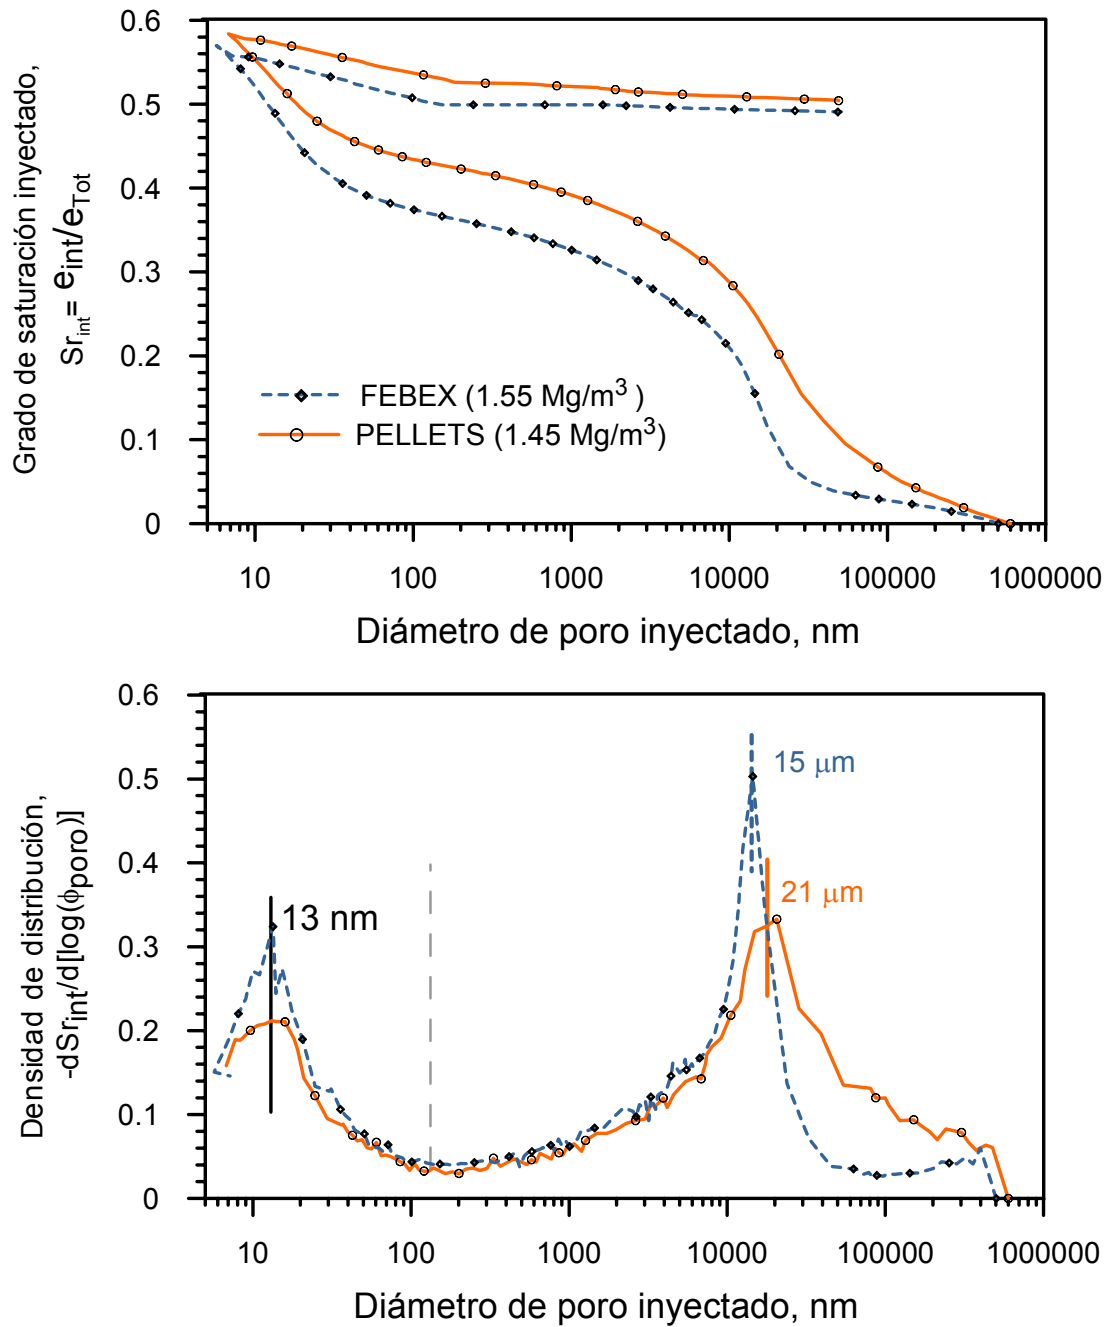 Grado de saturación inyectado,
Sr_int= e_int/e_Tot
0.6
0.5
0.4
0.3
0.2
0.1
0
FEBEX (1.55 Mg/m³ )
PELLETS (1.45 Mg/m³)
10 100 1000 10000 100000 1000000
Diámetro de poro inyectado, nm
Densidad de distribución,
-dSr_int/d[log(ϕ_poro)]
0.6
0.5
0.4
0.3
0.2
0.1
0
15 μm
21 μm
13 nm
10 100 1000 10000 100000 1000000
Diámetro de poro inyectado, nm